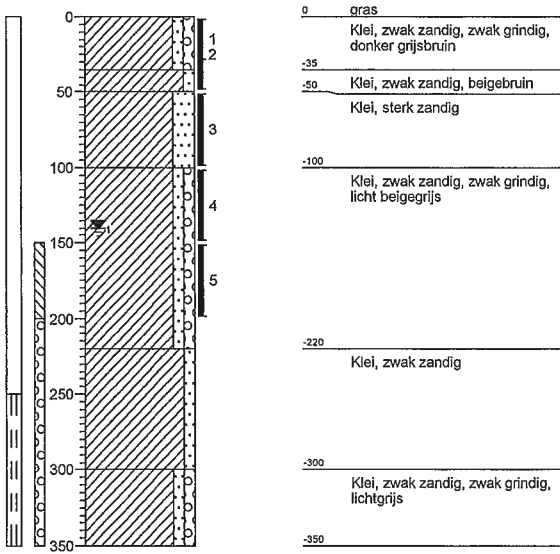 0
50
100
150
200
250
300
350
1
2
3
4
5
0
gras
Klei, zwak zandig, zwak grindig,
donker grijsbruin
-35
Klei, zwak zandig, beigebruin
-50
Klei, sterk zandig
-100
Klei, zwak zandig, zwak grindig,
licht beigegrijs
-220
Klei, zwak zandig
-300
Klei, zwak zandig, zwak grindig,
lichtgrijs
-350